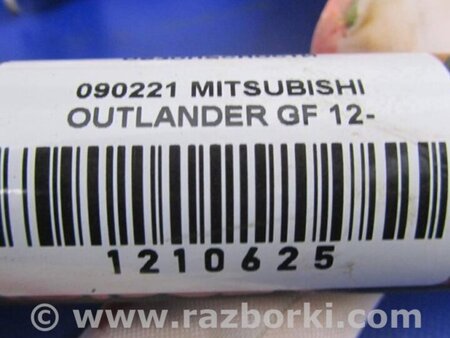 090221 MITSUBISHI
OUTLANDER GF 12-
1210625
© www.razborki.com